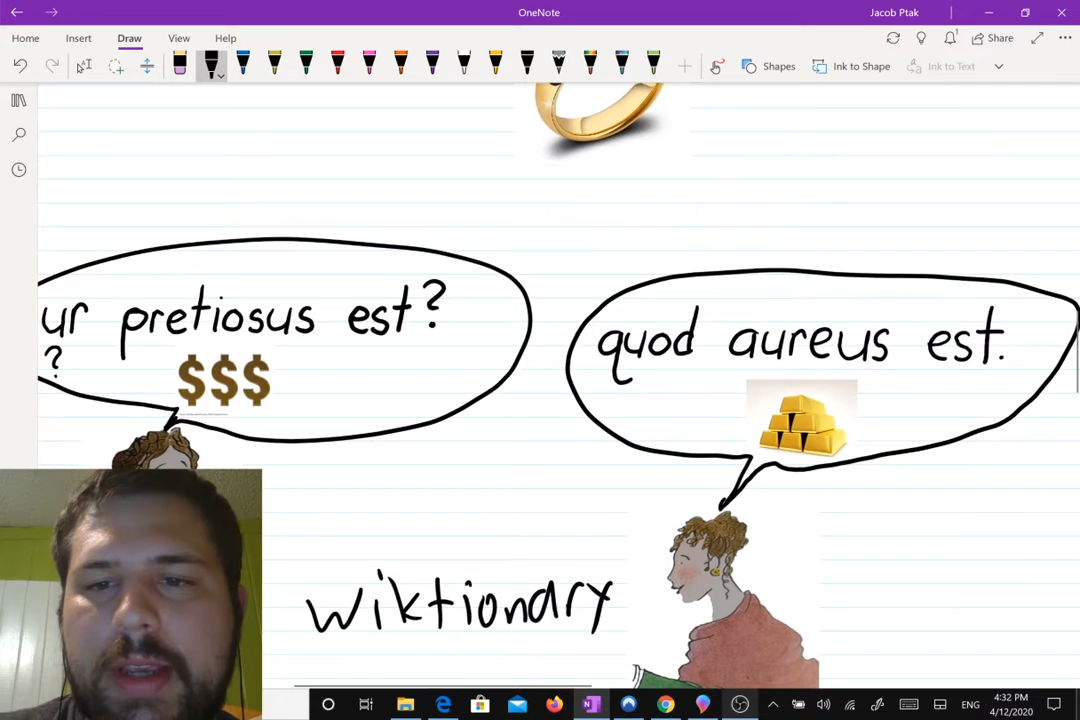 OneNote
Jacob Ptak
Home
Insert
Draw
View
Help
Share
Shapes
Ink to Shape
Ink to Text
ur pretiosus est?
?
$$$
quod aureus est.
wiktionary
ENG
4:32 PM
4/12/2020